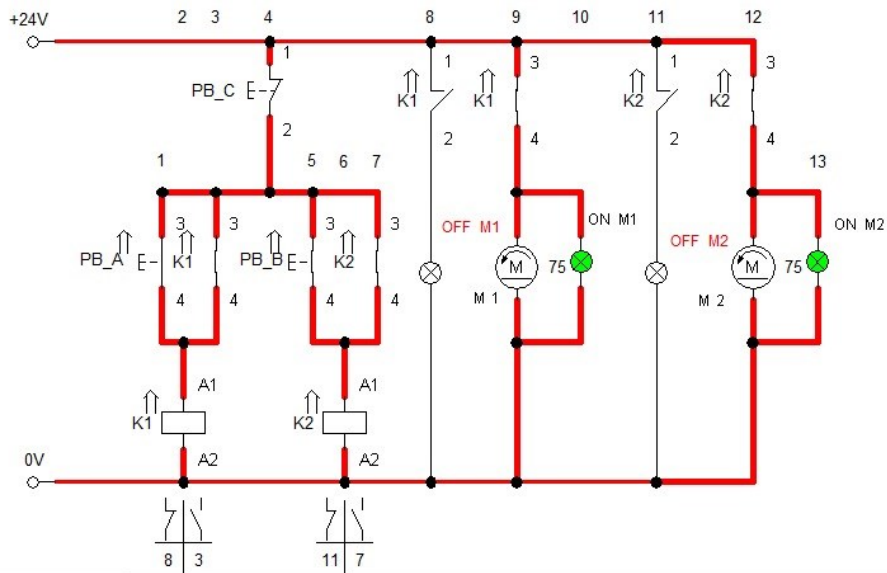 2 3 4 8 9 10 11 12
+24V
1 1 3 1 3
PB_C K1 K1 K2 K2
2 2 4 2 4
1 5 6 7 13
3 3 3 3
PB_A K1 PB_B K2
4 4 4 4
OFF M1 ON M1 OFF M2 ON M2
M 75 M 75
M 1 M 2
A1 A1
K1 K2
A2 A2
0V
8 3 11 7